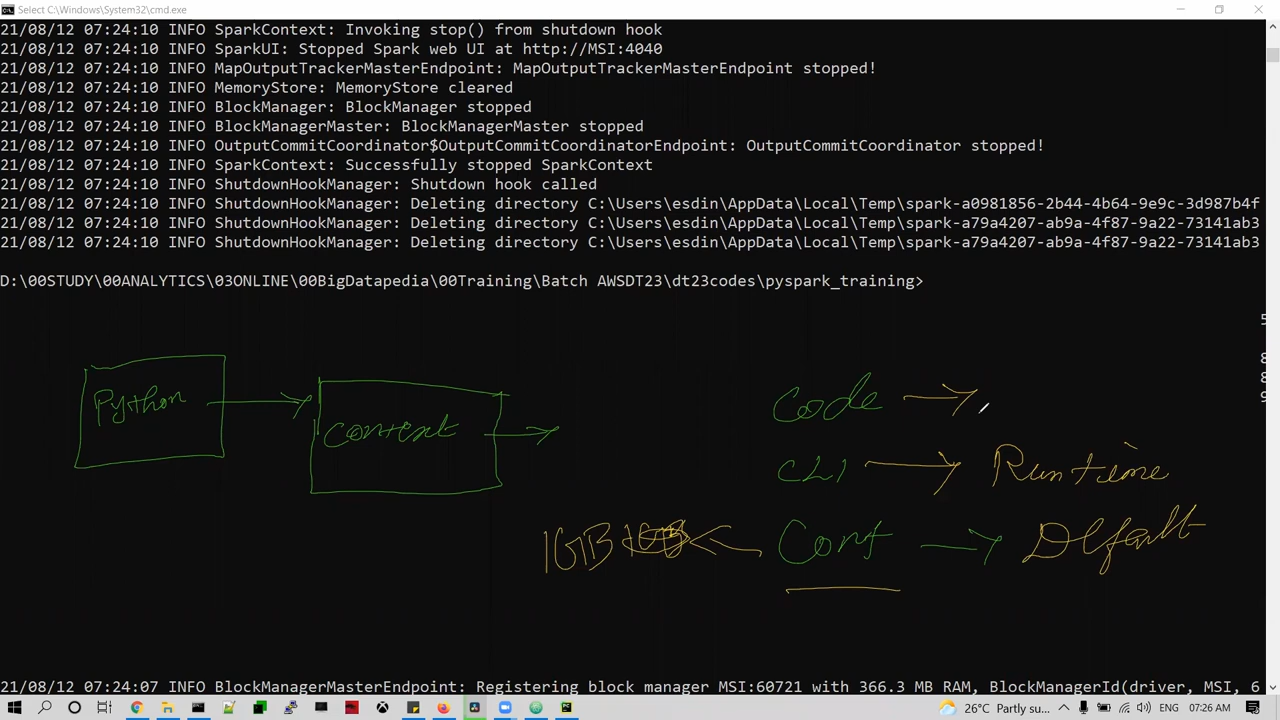 Select C:\Windows\System32\cmd.exe
21/08/12 07:24:10 INFO SparkContext: Invoking stop() from shutdown hook
21/08/12 07:24:10 INFO SparkUI: Stopped Spark web UI at http://MSI:4040
21/08/12 07:24:10 INFO MapOutputTrackerMasterEndpoint: MapOutputTrackerMasterEndpoint stopped!
21/08/12 07:24:10 INFO MemoryStore: MemoryStore cleared
21/08/12 07:24:10 INFO BlockManager: BlockManager stopped
21/08/12 07:24:10 INFO BlockManagerMaster: BlockManagerMaster stopped
21/08/12 07:24:10 INFO OutputCommitCoordinator$OutputCommitCoordinatorEndpoint: OutputCommitCoordinator stopped!
21/08/12 07:24:10 INFO SparkContext: Successfully stopped SparkContext
21/08/12 07:24:10 INFO ShutdownHookManager: Shutdown hook called
21/08/12 07:24:10 INFO ShutdownHookManager: Deleting directory C:\Users\esdin\AppData\Local\Temp\spark-a0981856-2b44-4b64-9e9c-3d987b4f
21/08/12 07:24:10 INFO ShutdownHookManager: Deleting directory C:\Users\esdin\AppData\Local\Temp\spark-a79a4207-ab9a-4f87-9a22-73141ab3
21/08/12 07:24:10 INFO ShutdownHookManager: Deleting directory C:\Users\esdin\AppData\Local\Temp\spark-a79a4207-ab9a-4f87-9a22-73141ab3
D:\00STUDY\00ANALYTICS\03ONLINE\00BigDatapedia\00Training\Batch AWSDT23\dt23codes\pyspark_training>
Python
Context
Code
CLI Runtime
1GB Conf Default
21/08/12 07:24:07 INFO BlockManagerMasterEndpoint: Registering block manager MSI:60721 with 366.3 MB RAM, BlockManagerId(driver, MSI, 6
26°C Partly su... ENG 07:26 AM